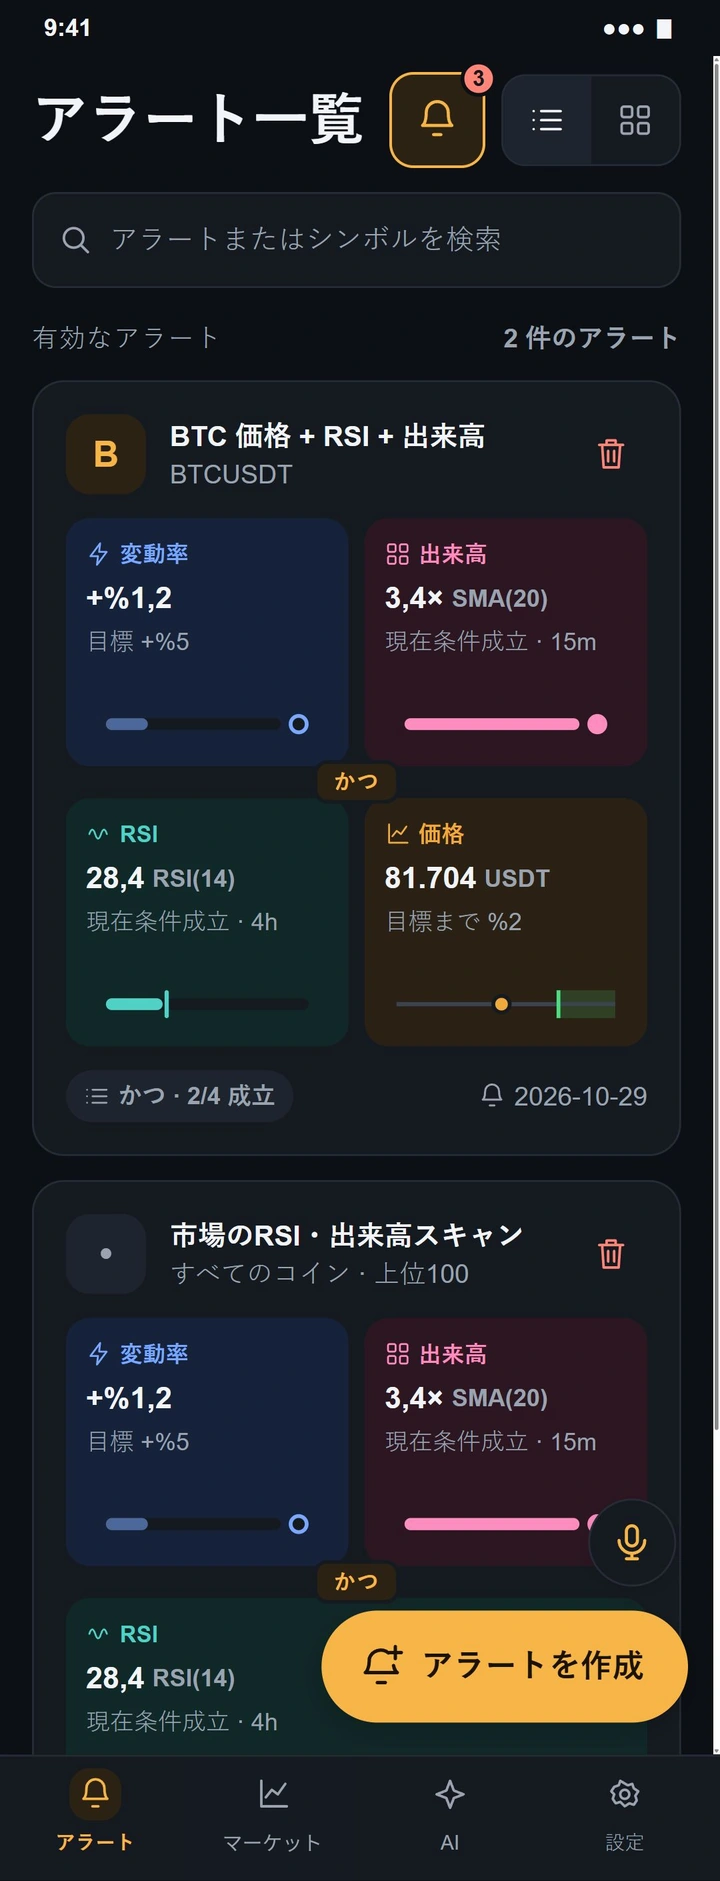 9:41
アラート一覧
3
アラートまたはシンボルを検索
有効なアラート
2 件のアラート
B
BTC 価格 + RSI + 出来高
BTCUSDT
変動率
+%1,2
目標 +%5
出来高
3,4× SMA(20)
現在条件成立 · 15m
かつ
RSI
28,4 RSI(14)
現在条件成立 · 4h
価格
81.704 USDT
目標まで %2
かつ · 2/4 成立
2026-10-29
市場のRSI・出来高スキャン
すべてのコイン · 上位100
変動率
+%1,2
目標 +%5
出来高
3,4× SMA(20)
現在条件成立 · 15m
かつ
RSI
28,4 RSI(14)
現在条件成立 · 4h
アラートを作成
アラート
マーケット
AI
設定